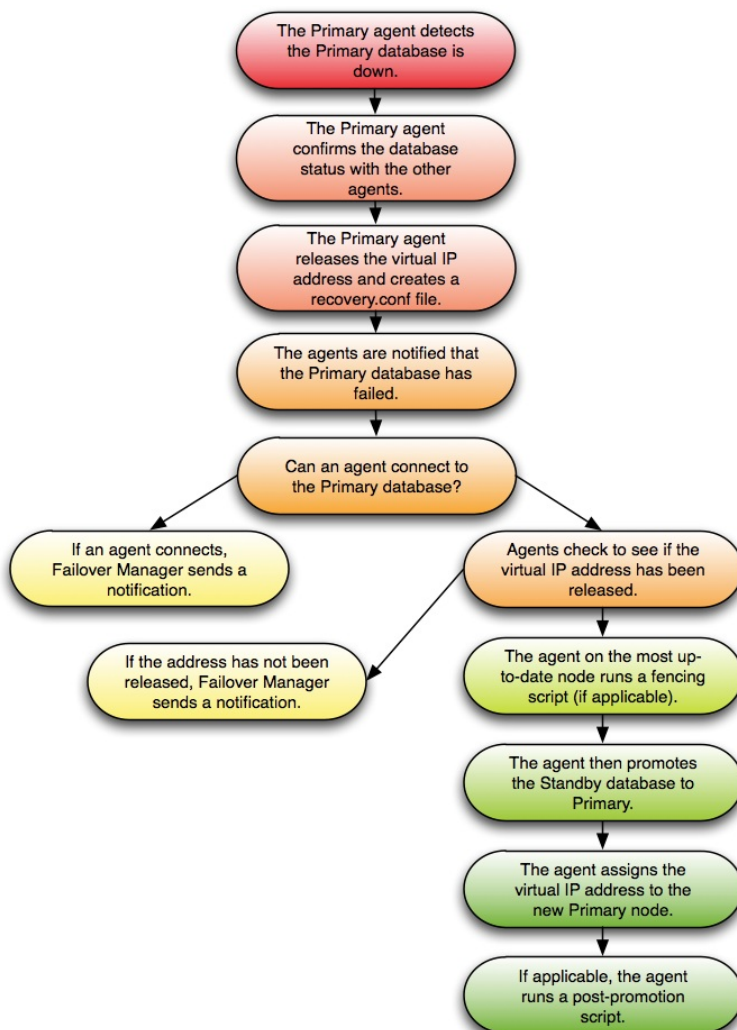 The Primary agent detects
the Primary database is
down.
The Primary agent
confirms the database
status with the other
agents.
The Primary agent
releases the virtual IP
address and creates a
recovery.conf file.
The agents are notified that
the Primary database has
failed.
Can an agent connect to
the Primary database?
If an agent connects,
Failover Manager sends a
notification.
Agents check to see if the
virtual IP address has been
released.
If the address has not been
released, Failover Manager
sends a notification.
The agent on the most up-
to-date node runs a fencing
script (if applicable).
The agent then promotes
the Standby database to
Primary.
The agent assigns the
virtual IP address to the
new Primary node.
If applicable, the agent
runs a post-promotion
script.